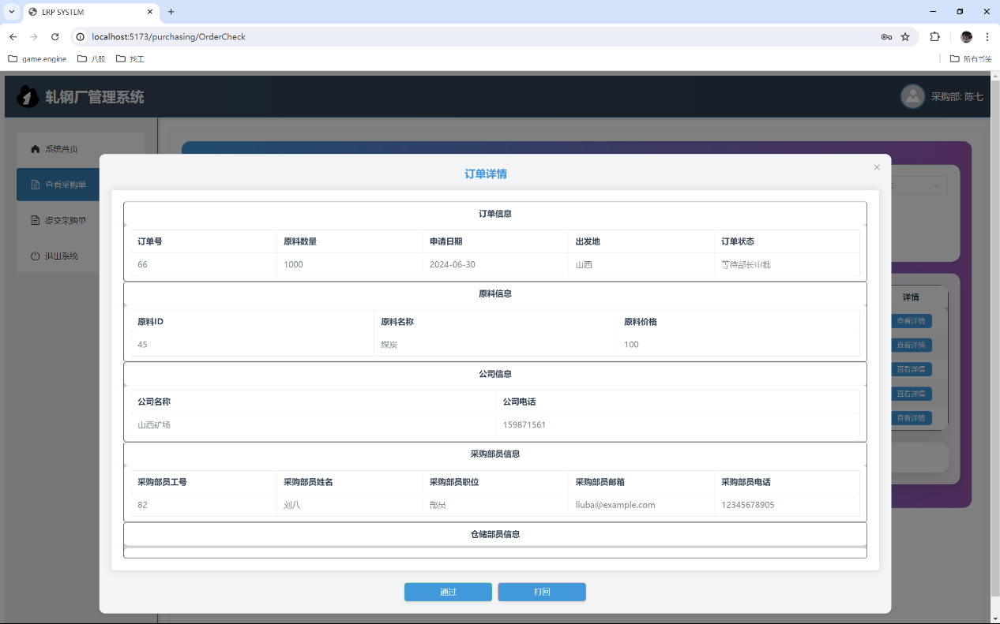 ERP SYSTEM
localhost:5173/purchasing/OrderCheck
game engine 八股 找工 所有书签
轧钢厂管理系统 采购部: 陈七
系统首页
查看采购单
提交采购单
退出系统
订单详情
订单信息
订单号 原料数量 申请日期 出发地 订单状态
66 1000 2024-06-30 山西 等待部长审批
原料信息
原料ID 原料名称 原料价格
45 煤炭 100
公司信息
公司名称 公司电话
山西矿场 159871561
采购部员信息
采购部员工号 采购部员姓名 采购部员职位 采购部员邮箱 采购部员电话
82 刘八 部员 liuba@example.com 12345678905
仓储部员信息
通过 打回
详情
查看详情
查看详情
查看详情
查看详情
查看详情